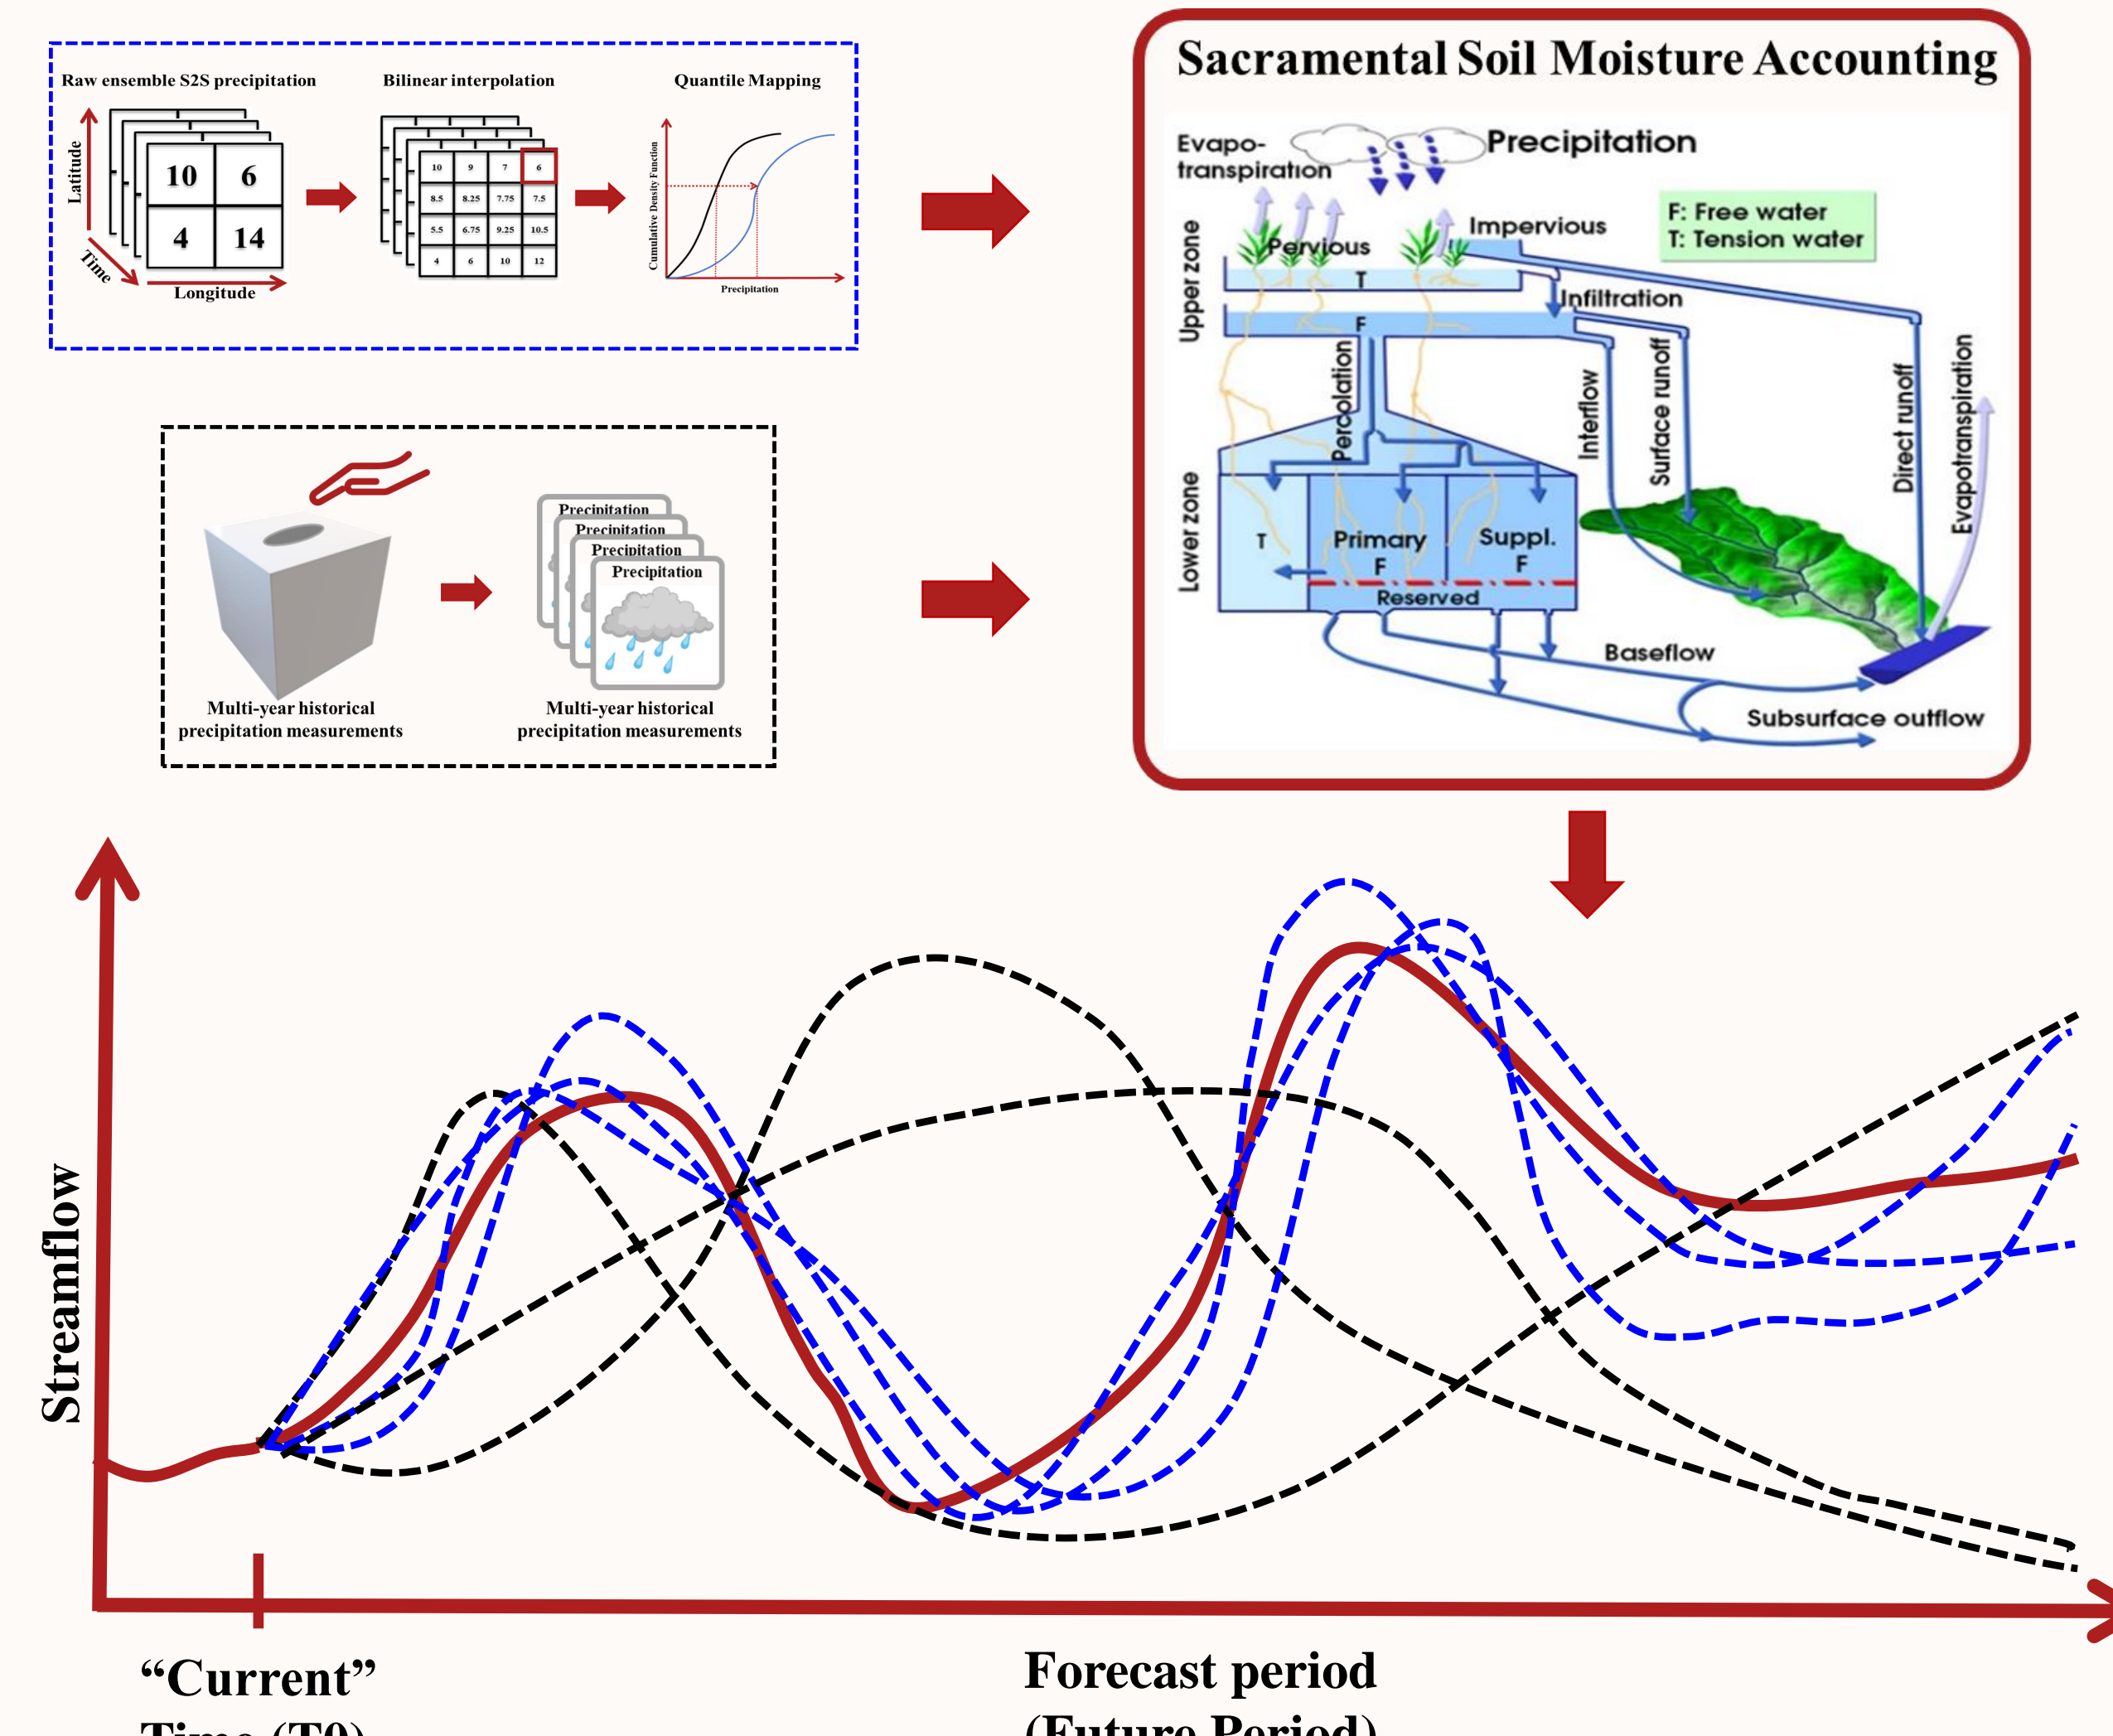 Raw ensemble S2S precipitation
Bilinear interpolation
Quantile Mapping
Latitude
10 6
4 14
Time
Longitude
10 9 7 6
8.5 8.25 7.75 7.5
5.5 6.75 9.25 10.5
4 6 10 12
Cumulative Density Function
Precipitation
Sacramental Soil Moisture Accounting
Evapo-
transpiration
Precipitation
F: Free water
T: Tension water
Impervious
Pervious
Upper zone
T
Infiltration
F
Percolation
Interflow
Surface runoff
Direct runoff
Evapotranspiration
Lower zone
T
Primary
F
Suppl.
F
Reserved
Baseflow
Subsurface outflow
Precipitation
Precipitation
Precipitation
Precipitation
Multi-year historical
precipitation measurements
Multi-year historical
precipitation measurements
Streamflow
“Current”
Time (T0)
Forecast period
(Future Period)